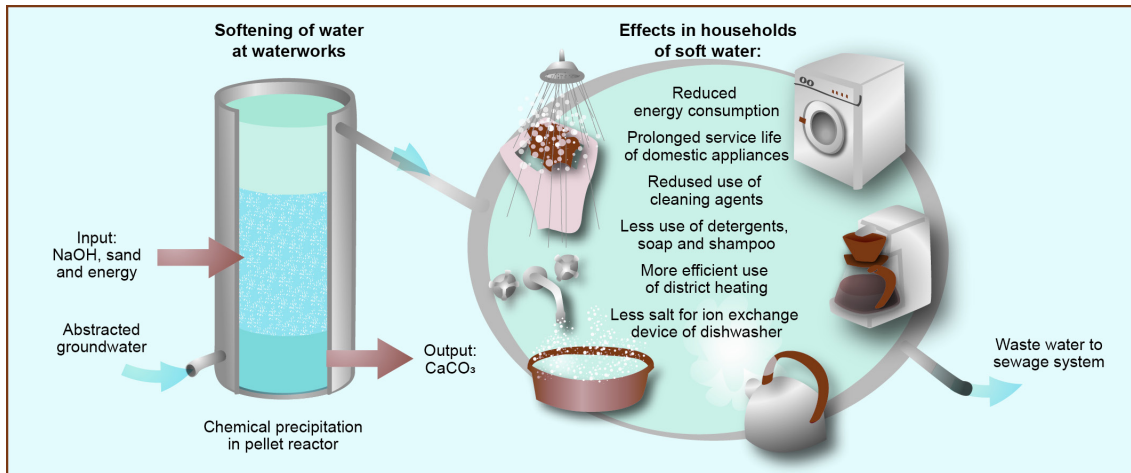 Softening of water
at waterworks
Input:
NaOH, sand
and energy
Abstracted
groundwater
Output:
CaCO₃
Chemical precipitation
in pellet reactor
Effects in households
of soft water:
Reduced
energy consumption
Prolonged service life
of domestic appliances
Redused use of
cleaning agents
Less use of detergents,
soap and shampoo
More efficient use
of district heating
Less salt for ion exchange
device of dishwasher
Waste water to
sewage system